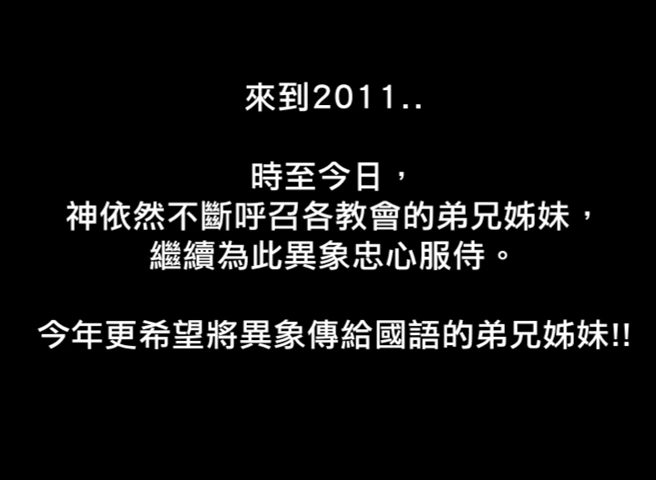 來到2011..
時至今日，
神依然不斷呼召各教會的弟兄姊妹，
繼續為此異象忠心服侍。
今年更希望將異象傳給國語的弟兄姊妹!!